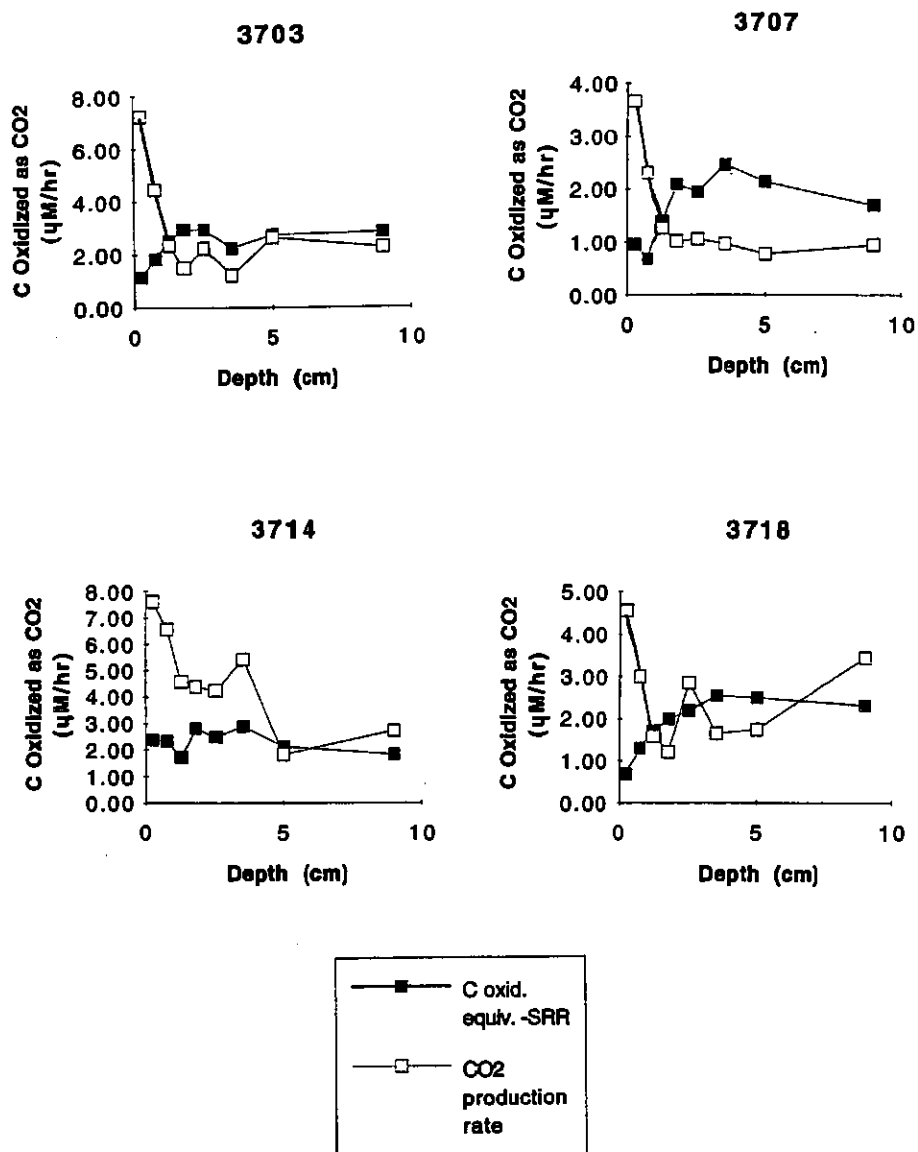 3703
C Oxidized as CO2
(ɥM/hr)
8.00
6.00
4.00
2.00
0.00
0
5
10
Depth (cm)
3707
C Oxidized as CO2
(ɥM/hr)
4.00
3.00
2.00
1.00
0.00
0
5
10
Depth (cm)
3714
C Oxidized as CO2
(ɥM/hr)
8.00
7.00
6.00
5.00
4.00
3.00
2.00
1.00
0.00
0
5
10
Depth (cm)
3718
C Oxidized as CO2
(ɥM/hr)
5.00
4.00
3.00
2.00
1.00
0.00
0
5
10
Depth (cm)
C oxid.
equiv. -SRR
CO2
production
rate